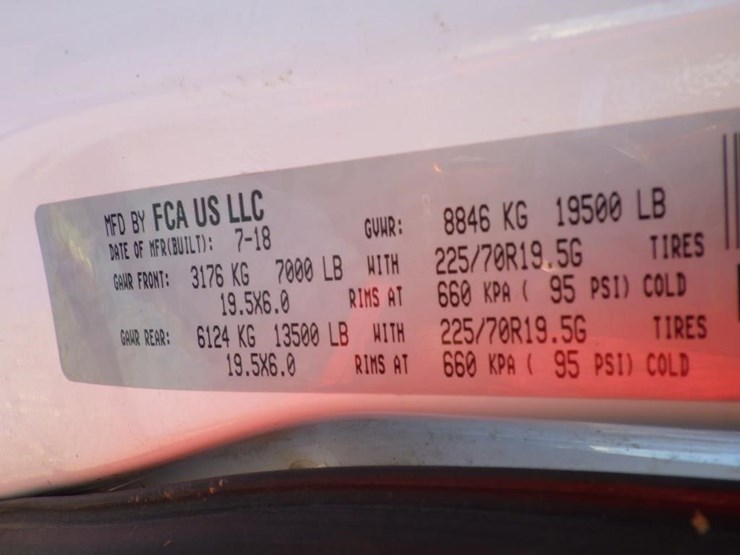 MFD BY FCA US LLC
DATE OF MFR(BUILT): 7-18 GVWR: 8846 KG 19500 LB
GAWR FRONT: 3176 KG 7000 LB WITH 225/70R19.5G TIRES
19.5X6.0 RIMS AT 660 KPA ( 95 PSI) COLD
GAWR REAR: 6124 KG 13500 LB WITH 225/70R19.5G TIRES
19.5X6.0 RIMS AT 660 KPA ( 95 PSI) COLD